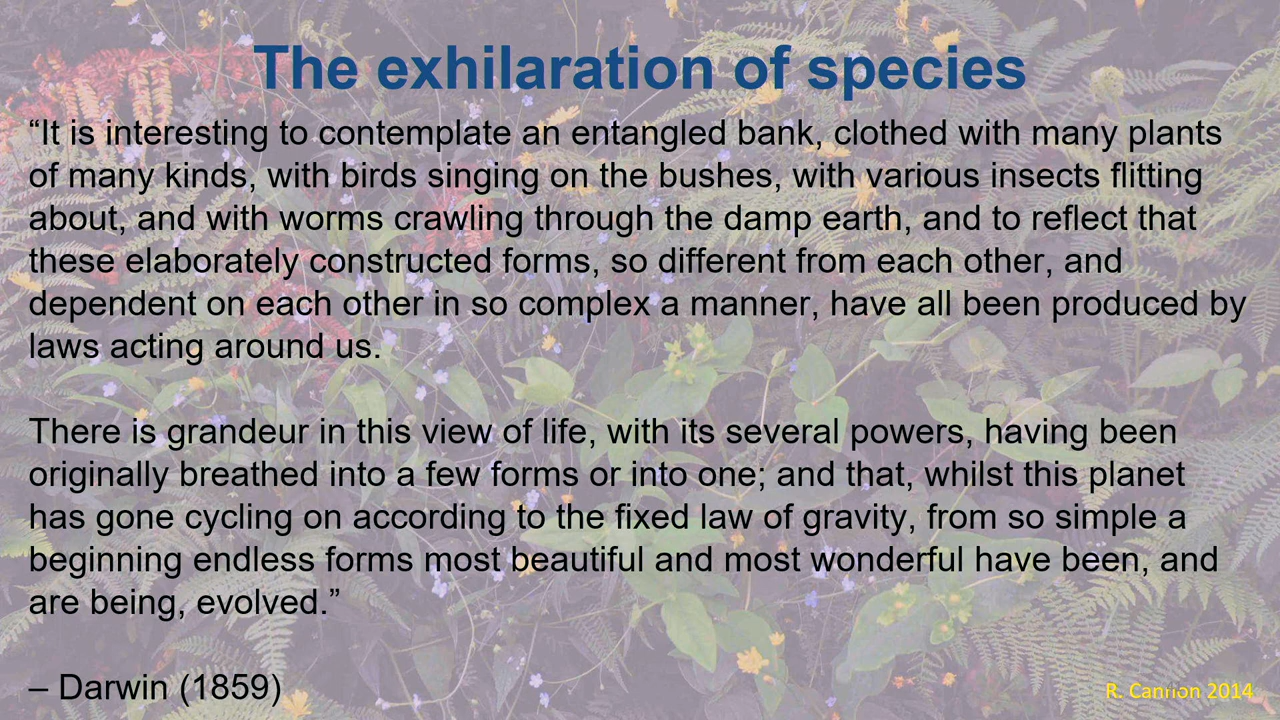 The exhilaration of species
“It is interesting to contemplate an entangled bank, clothed with many plants
of many kinds, with birds singing on the bushes, with various insects flitting
about, and with worms crawling through the damp earth, and to reflect that
these elaborately constructed forms, so different from each other, and
dependent on each other in so complex a manner, have all been produced by
laws acting around us.
There is grandeur in this view of life, with its several powers, having been
originally breathed into a few forms or into one; and that, whilst this planet
has gone cycling on according to the fixed law of gravity, from so simple a
beginning endless forms most beautiful and most wonderful have been, and
are being, evolved.”
– Darwin (1859)
R. Cannon 2014